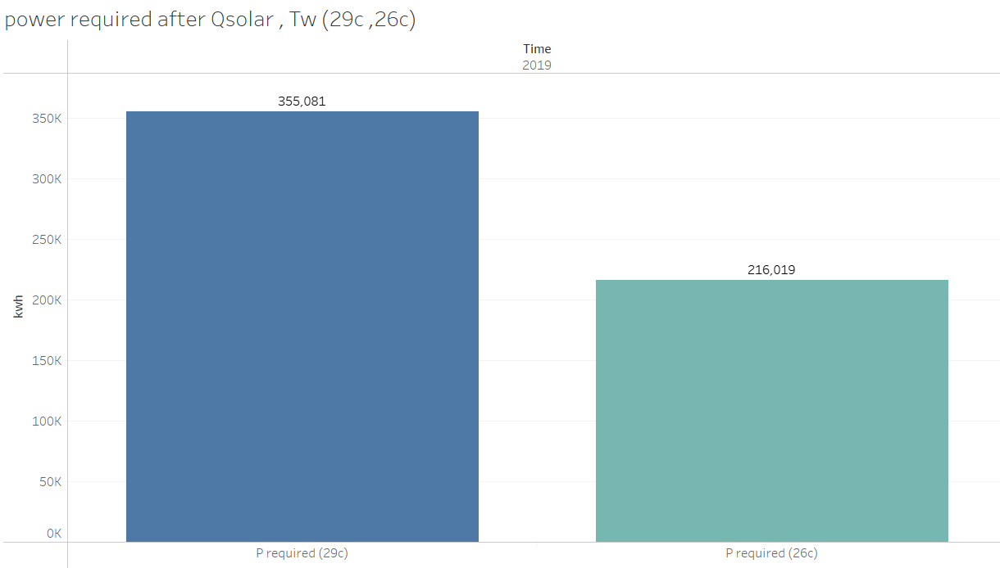 power required after Qsolar , Tw (29c ,26c)
Time
2019
355,081
350K
300K
250K
216,019
200K
kwh
150K
100K
50K
0K
P required (29c)
P required (26c)